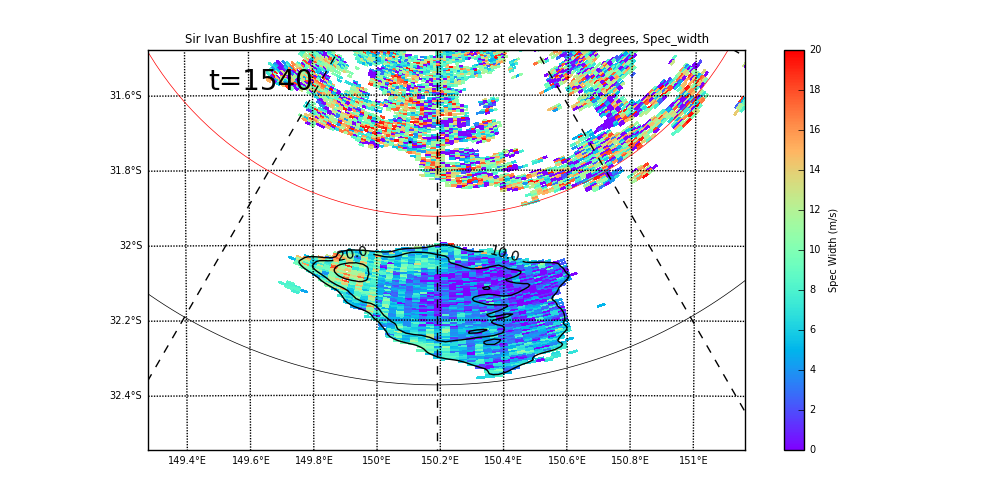 Sir Ivan Bushfire at 15:40 Local Time on 2017 02 12 at elevation 1.3 degrees, Spec_width
t=1540
31.6°S
31.8°S
32°S
32.2°S
32.4°S
20.0
10.0
149.4°E 149.6°E 149.8°E 150°E 150.2°E 150.4°E 150.6°E 150.8°E 151°E
20
18
16
14
12
10
8
6
4
2
0
Spec Width (m/s)